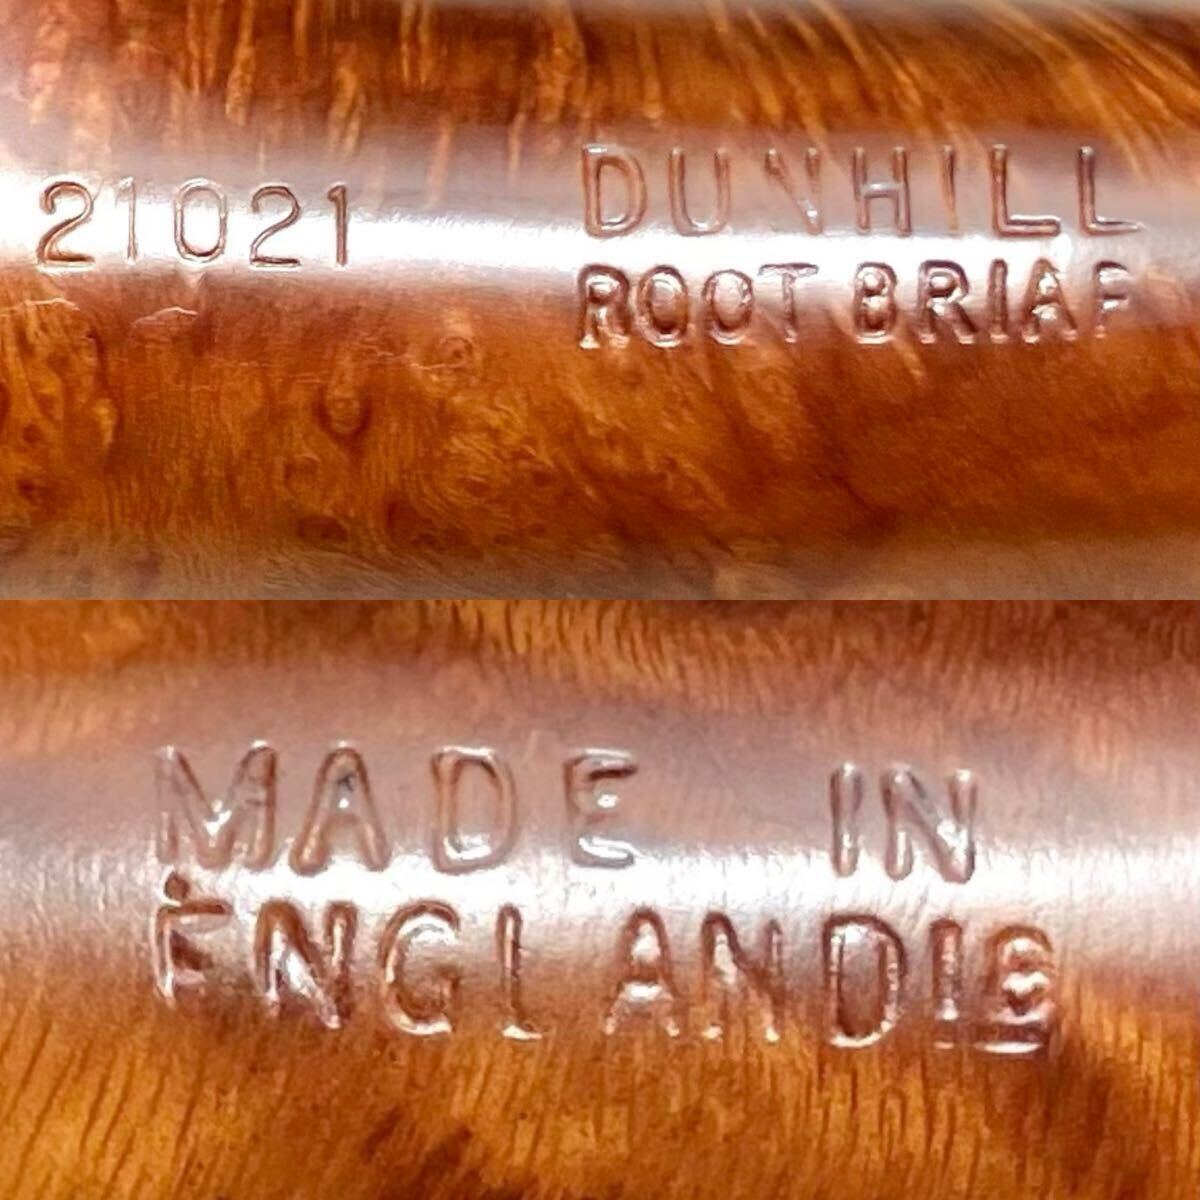 21021
DUNHILL
ROOT BRIAR
MADE IN
ENGLAND18